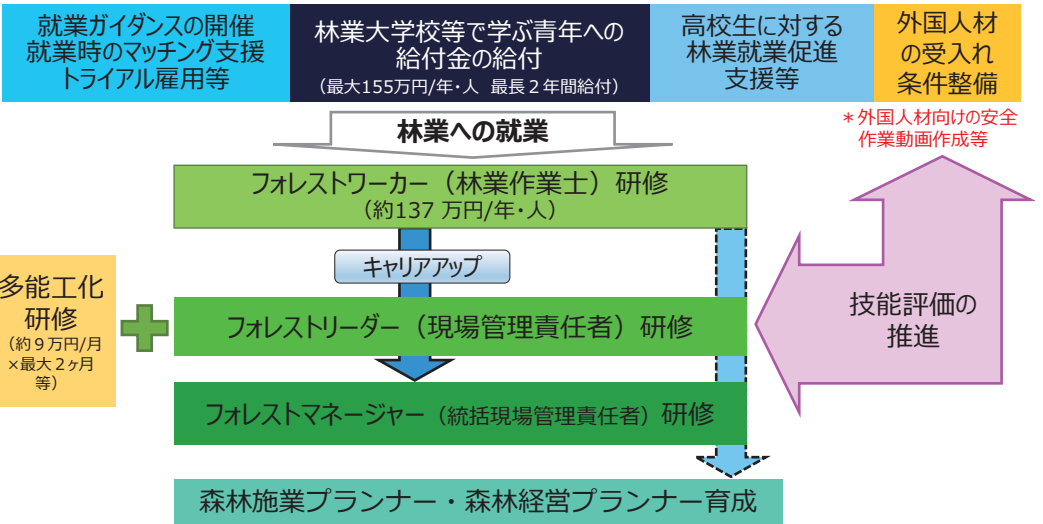 就業ガイダンスの開催
就業時のマッチング支援
トライアル雇用等
林業大学校等で学ぶ青年への
給付金の給付
（最大155万円/年・人 最長２年間給付）
高校生に対する
林業就業促進
支援等
外国人材
の受入れ
条件整備
＊外国人材向けの安全
作業動画作成等
林業への就業
フォレストワーカー（林業作業士）研修
（約137 万円/年・人）
キャリアアップ
多能工化
研修
（約９万円/月
×最大２ヶ月
等）
フォレストリーダー（現場管理責任者）研修
技能評価の
推進
フォレストマネージャー（統括現場管理責任者）研修
森林施業プランナー・森林経営プランナー育成